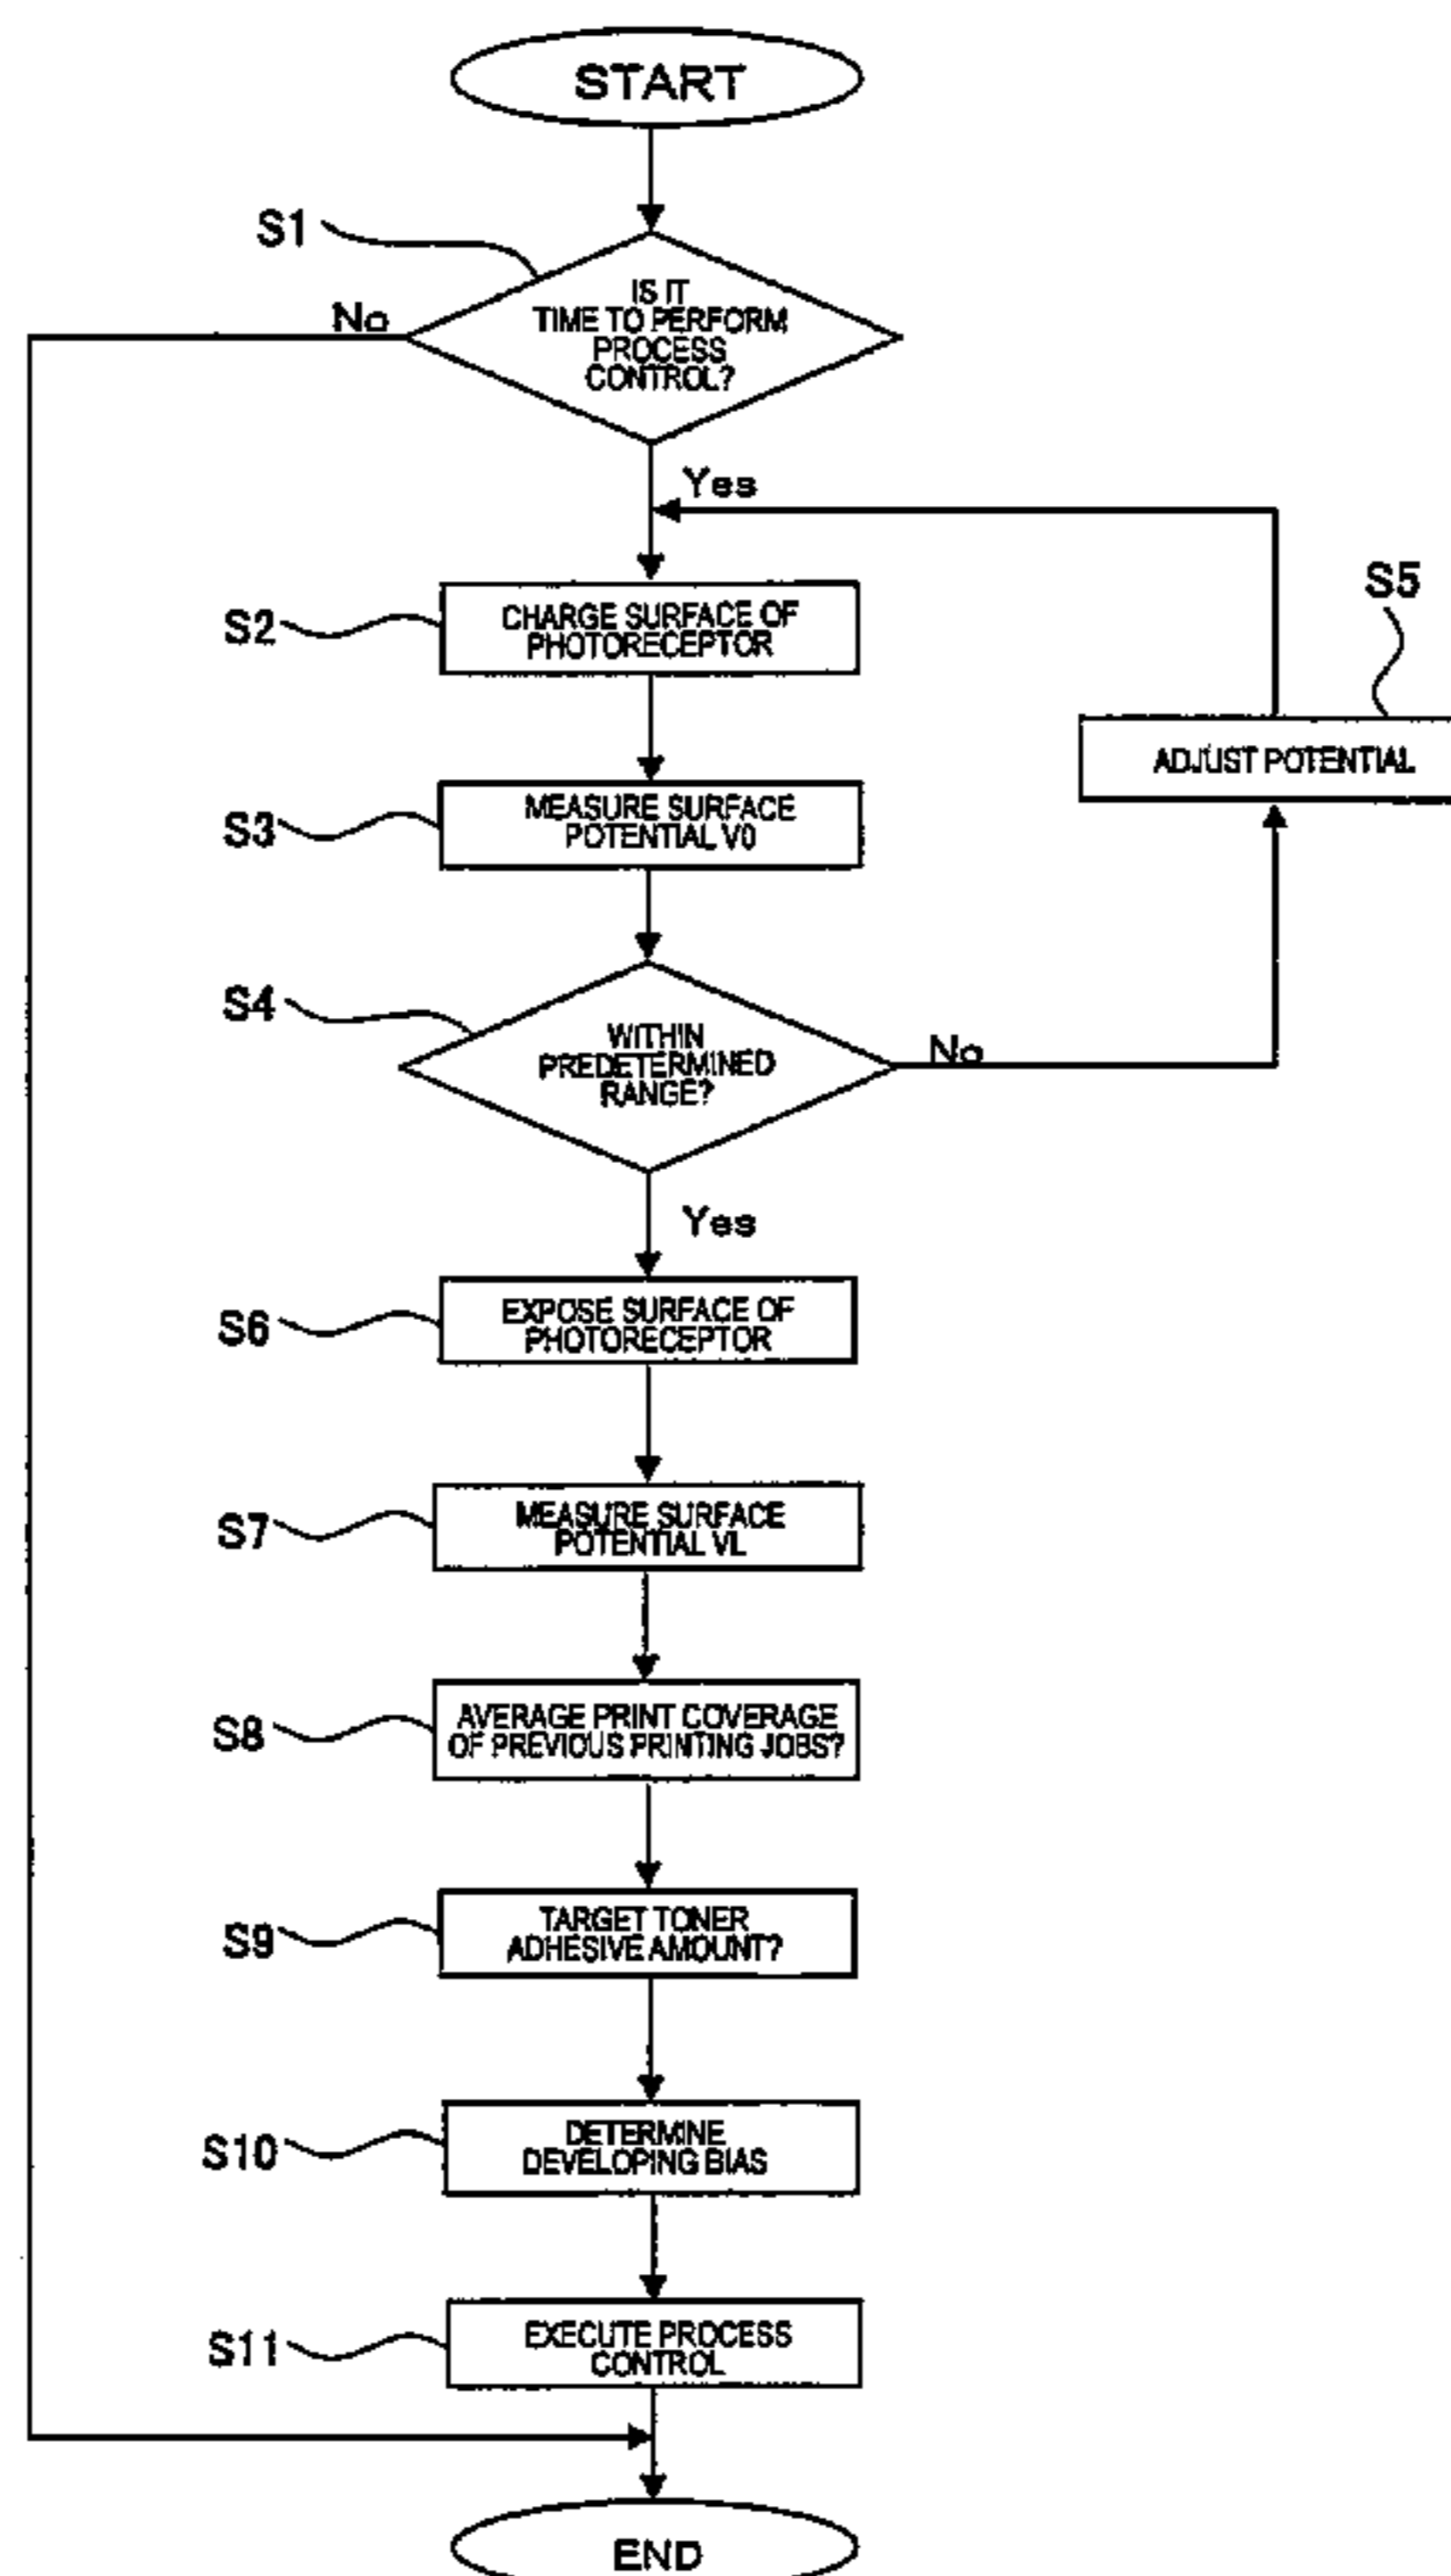 START
S1
IS IT
TIME TO PERFORM
PROCESS
CONTROL?
No
Yes
S2
CHARGE SURFACE OF
PHOTORECEPTOR
S5
ADJUST POTENTIAL
S3
MEASURE SURFACE
POTENTIAL V0
S4
WITHIN
PREDETERMINED
RANGE?
No
Yes
S6
EXPOSE SURFACE OF
PHOTORECEPTOR
S7
MEASURE SURFACE
POTENTIAL VL
S8
AVERAGE PRINT COVERAGE
OF PREVIOUS PRINTING JOBS?
S9
TARGET TONER
ADHESIVE AMOUNT?
S10
DETERMINE
DEVELOPING BIAS
S11
EXECUTE PROCESS
CONTROL
END